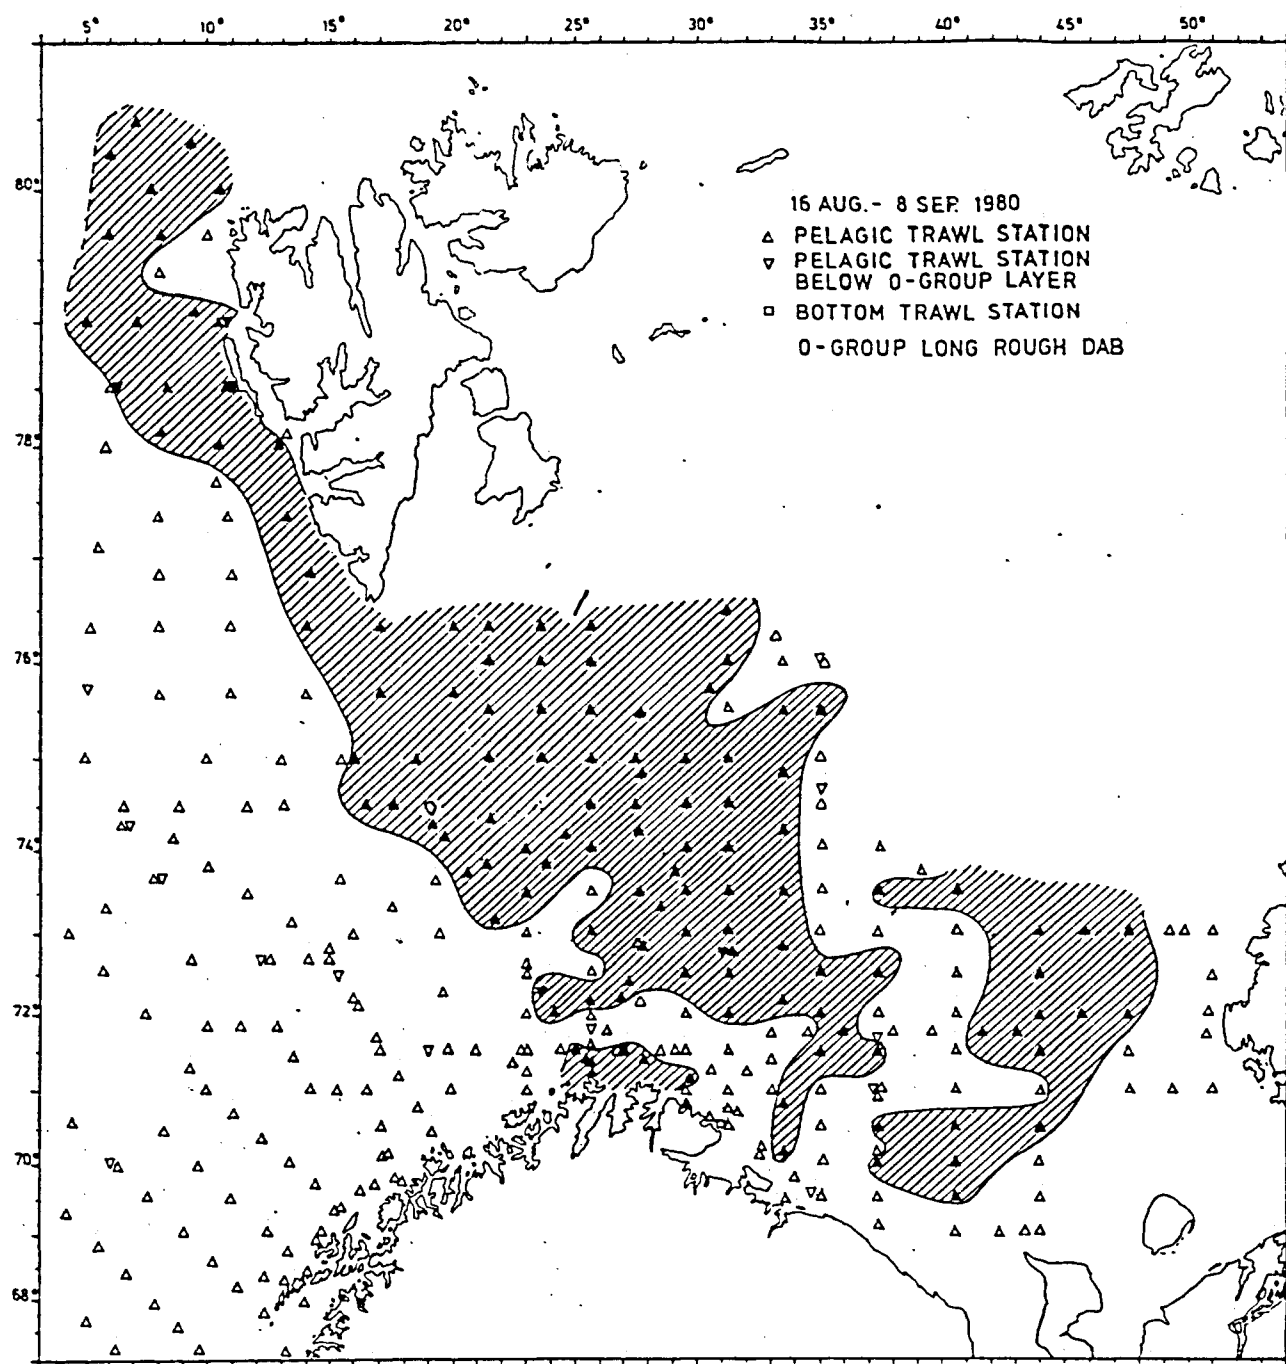 5° 10° 15° 20° 25° 30° 35° 40° 45° 50°
80°
16 AUG.- 8 SEP. 1980
PELAGIC TRAWL STATION
PELAGIC TRAWL STATION
BELOW 0-GROUP LAYER
BOTTOM TRAWL STATION
0-GROUP LONG ROUGH DAB
78°
76°
74°
72°
70°
68°